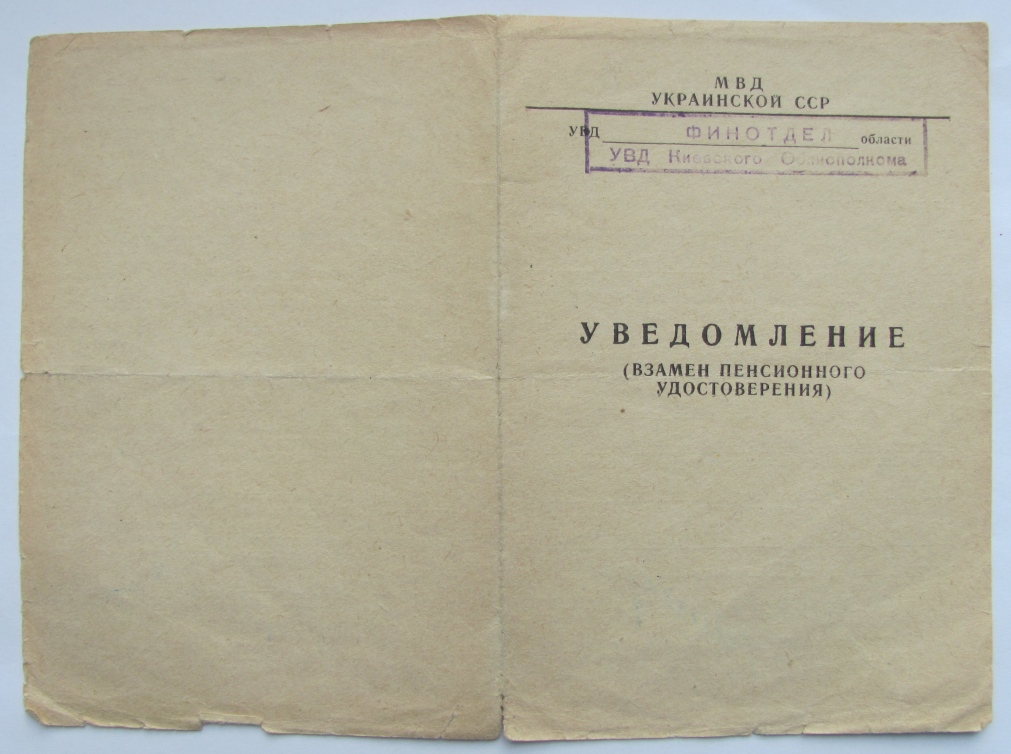 МВД
УКРАИНСКОЙ ССР
УВД ФИНОТДЕЛ области
УВД Киевского Облисполкома
УВЕДОМЛЕНИЕ
(ВЗАМЕН ПЕНСИОННОГО
УДОСТОВЕРЕНИЯ)